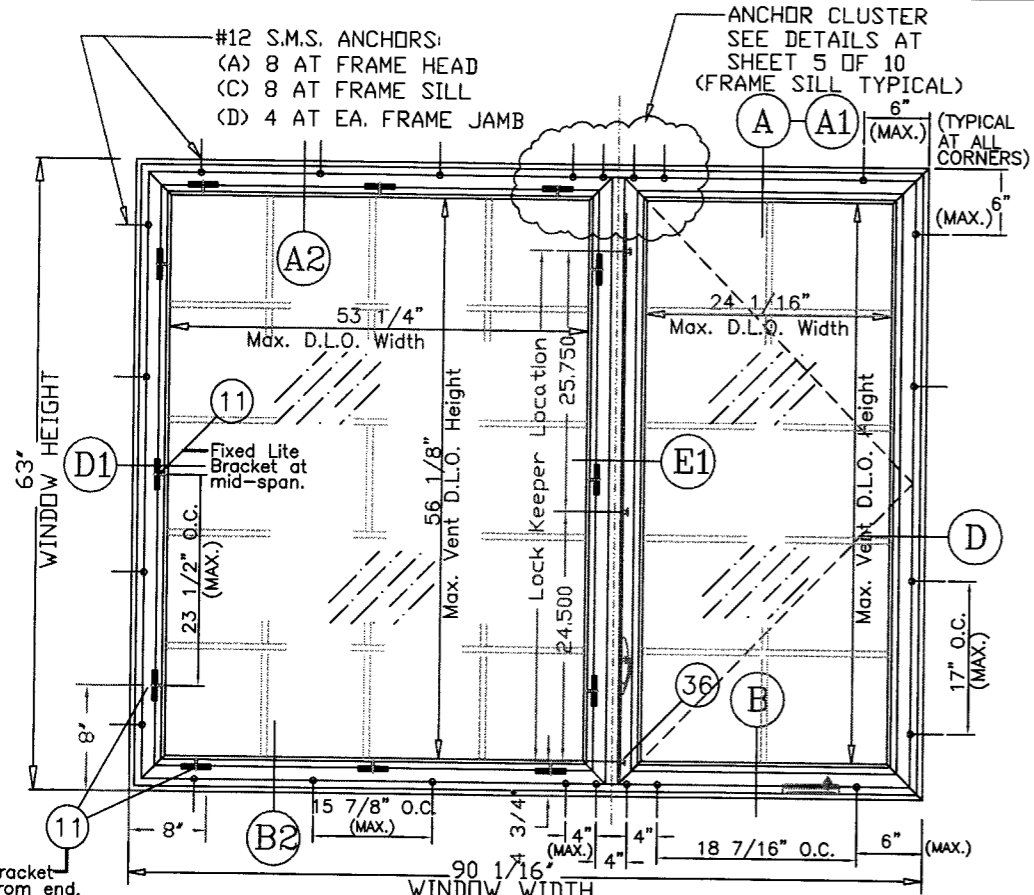 #12 S.M.S. ANCHORS:
(A) 8 AT FRAME HEAD
(C) 8 AT FRAME SILL
(D) 4 AT EA. FRAME JAMB
ANCHOR CLUSTER
SEE DETAILS AT
SHEET 5 OF 10
(FRAME SILL TYPICAL)
A
A1
6"
(MAX.)
(TYPICAL
AT ALL
CORNERS)
6"
(MAX.)
A2
53 1/4"
Max. D.L.O. Width
24 1/16"
Max. D.L.O. Width
63"
WINDOW HEIGHT
11
Fixed Lite
Bracket at
mid-span.
D1
23 1/2" O.C.
(MAX.)
56 1/8"
Max. Vent D.L.O. Height
Lock Keeper Location
25.750
24.500
E1
Max. Vent D.L.O. Height
D
17" O.C.
(MAX.)
36
B
8"
11
8"
B2
15 7/8" O.C.
(MAX.)
4 3/4
4"
(MAX.)
4"
4"
18 7/16" O.C.
6"
(MAX.)
racket
rom end.
90 1/16"
WINDOW WIDTH